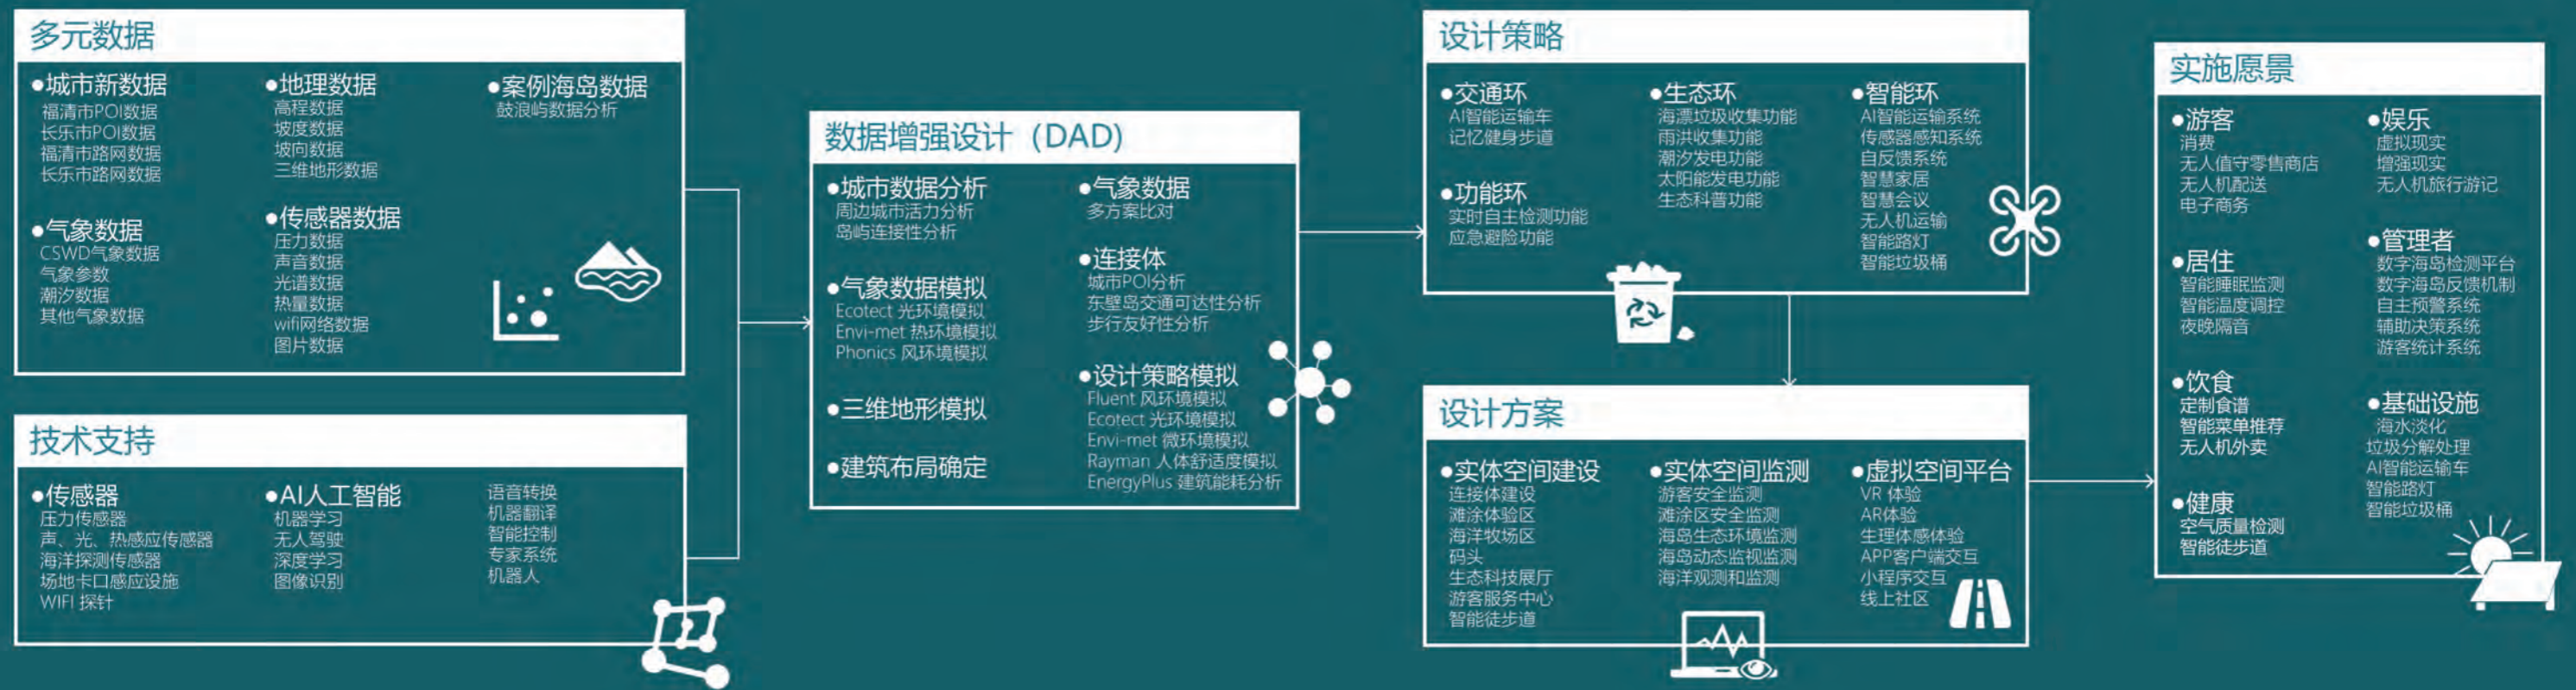 多元数据
●城市新数据
福清市POI数据
长乐市POI数据
福清市路网数据
长乐市路网数据
●气象数据
CSWD气象数据
气象参数
潮汐数据
其他气象数据
●地理数据
高程数据
坡度数据
坡向数据
三维地形数据
●传感器数据
压力数据
声音数据
光谱数据
热量数据
wifi网络数据
图片数据
●案例海岛数据
鼓浪屿数据分析
技术支持
●传感器
压力传感器
声、光、热感应传感器
海洋探测传感器
场地卡口感应设施
WIFI 探针
●AI人工智能
机器学习
无人驾驶
深度学习
图像识别
语音转换
机器翻译
智能控制
专家系统
机器人
数据增强设计（DAD)
●城市数据分析
周边城市活力分析
岛屿连接性分析
●气象数据模拟
Ecotect 光环境模拟
Envi-met 热环境模拟
Phonics 风环境模拟
●三维地形模拟
●建筑布局确定
●气象数据
多方案比对
●连接体
城市POI分析
东壁岛交通可达性分析
步行友好性分析
●设计策略模拟
Fluent 风环境模拟
Ecotect 光环境模拟
Envi-met 微环境模拟
Rayman 人体舒适度模拟
EnergyPlus 建筑能耗分析
设计策略
●交通环
AI智能运输车
记忆健身步道
●功能环
实时自主检测功能
应急避险功能
●生态环
海漂垃圾收集功能
雨洪收集功能
潮汐发电功能
太阳能发电功能
生态科普功能
●智能环
AI智能运输系统
传感器感知系统
自反馈系统
智慧家居
智慧会议
无人机运输
智能路灯
智能垃圾桶
设计方案
●实体空间建设
连接体建设
滩涂体验区
海洋牧场区
码头
生态科技展厅
游客服务中心
智能徒步道
●实体空间监测
游客安全监测
滩涂区安全监测
海岛生态环境监测
海岛动态监视监测
海洋观测和监测
●虚拟空间平台
VR 体验
AR体验
生理体感体验
APP客户端交互
小程序交互
线上社区
实施愿景
●游客
消费
无人值守零售商店
无人机配送
电子商务
●居住
智能睡眠监测
智能温度调控
夜晚隔音
●饮食
定制食谱
智能菜单推荐
无人机外卖
●健康
空气质量检测
智能徒步道
●娱乐
虚拟现实
增强现实
无人机旅行游记
●管理者
数字海岛检测平台
数字海岛反馈机制
自主预警系统
辅助决策系统
游客统计系统
●基础设施
海水淡化
垃圾分解处理
AI智能运输车
智能路灯
智能垃圾桶